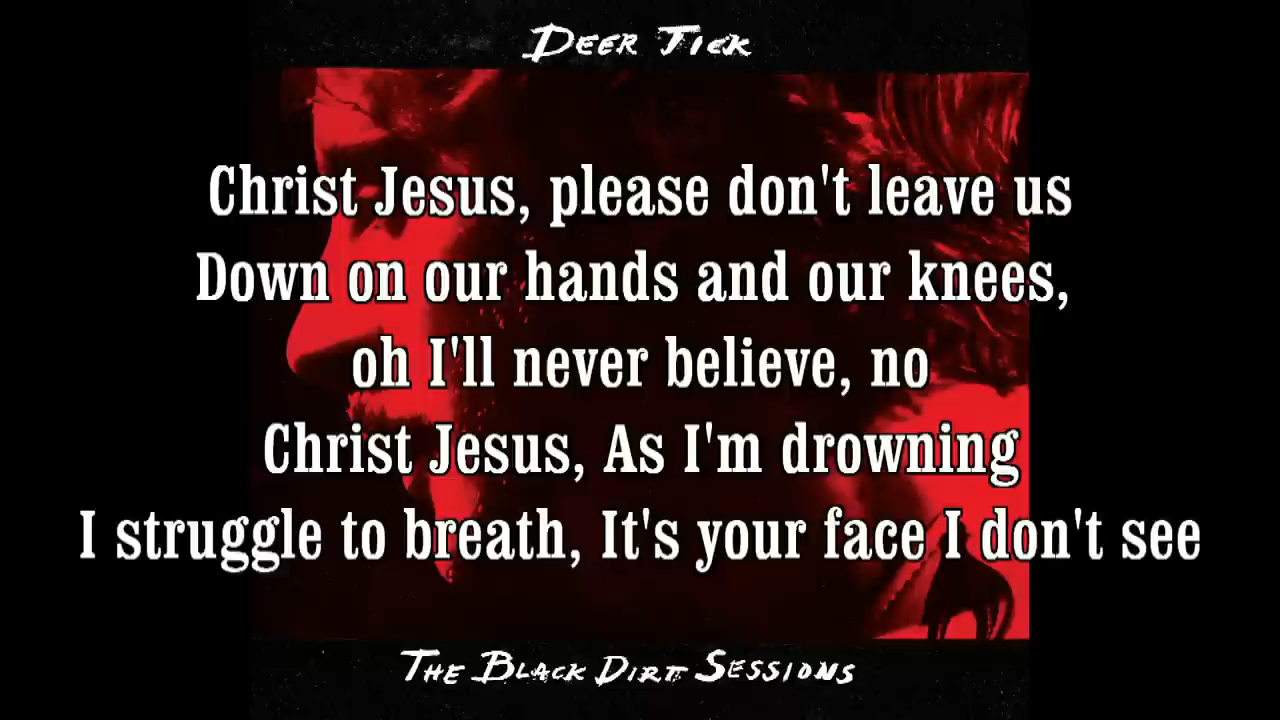 DEER TICK
Christ Jesus, please don't leave us
Down on our hands and our knees,
oh I'll never believe, no
Christ Jesus, As I'm drowning
I struggle to breath, It's your face I don't see
THE BLACK DIRT SESSIONS